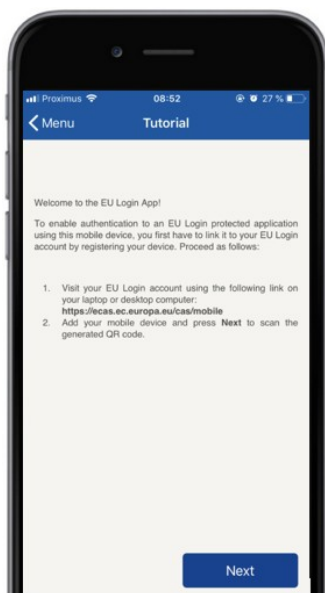 Proximus 08:52 27 %
Menu Tutorial
Welcome to the EU Login App!
To enable authentication to an EU Login protected application
using this mobile device, you first have to link it to your EU Login
account by registering your device. Proceed as follows:
1. Visit your EU Login account using the following link on
your laptop or desktop computer:
https://ecas.ec.europa.eu/cas/mobile
2. Add your mobile device and press Next to scan the
generated QR code.
Next